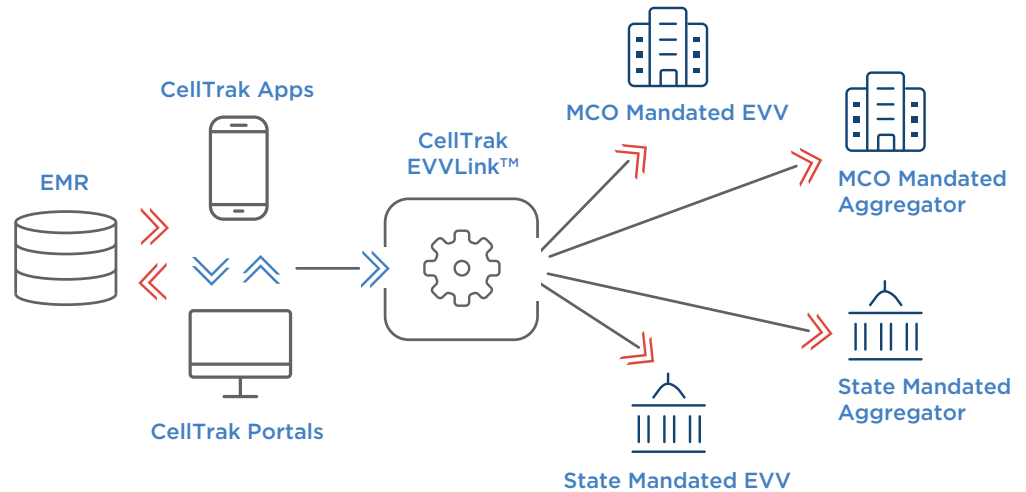 EMR
CellTrak Apps
CellTrak Portals
CellTrak
EVVLink™
MCO Mandated EVV
MCO Mandated
Aggregator
State Mandated
Aggregator
State Mandated EVV